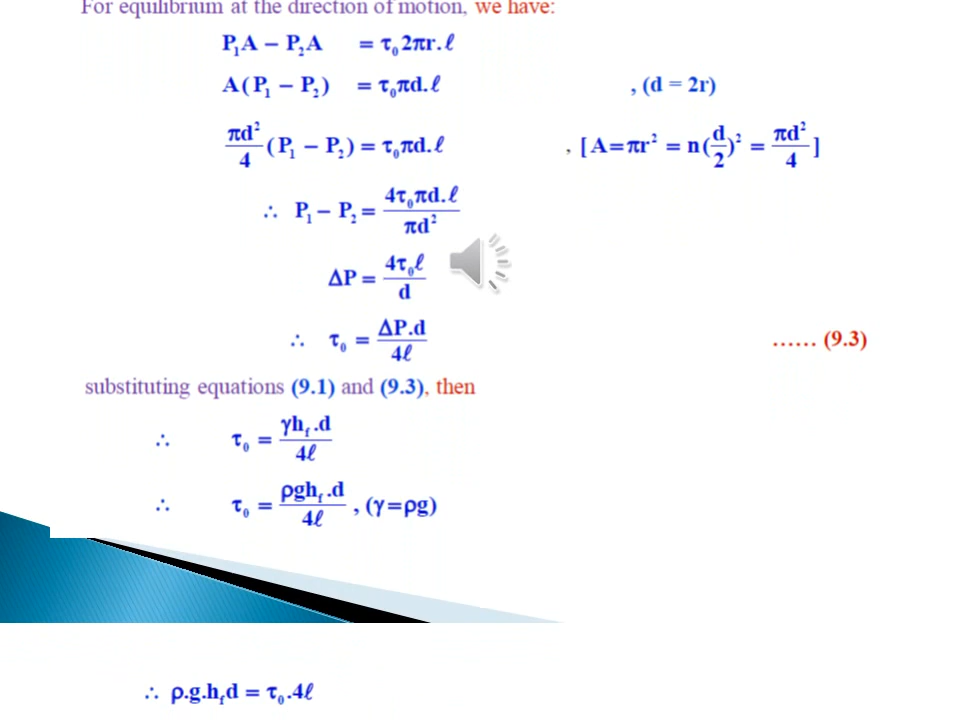 For equilibrium at the direction of motion, we have:
P₁A − P₂A = τ₀2πr.ℓ
A(P₁ − P₂) = τ₀πd.ℓ , (d = 2r)
πd²/4 (P₁ − P₂) = τ₀πd.ℓ , [A=πr² = n(d/2)² = πd²/4]
∴ P₁ − P₂ = 4τ₀πd.ℓ/πd²
ΔP = 4τ₀ℓ/d
∴ τ₀ = ΔP.d/4ℓ ...... (9.3)
substituting equations (9.1) and (9.3), then
∴ τ₀ = γh_f.d/4ℓ
∴ τ₀ = ρgh_f.d/4ℓ , (γ=ρg)
∴ ρ.g.h_fd = τ₀.4ℓ